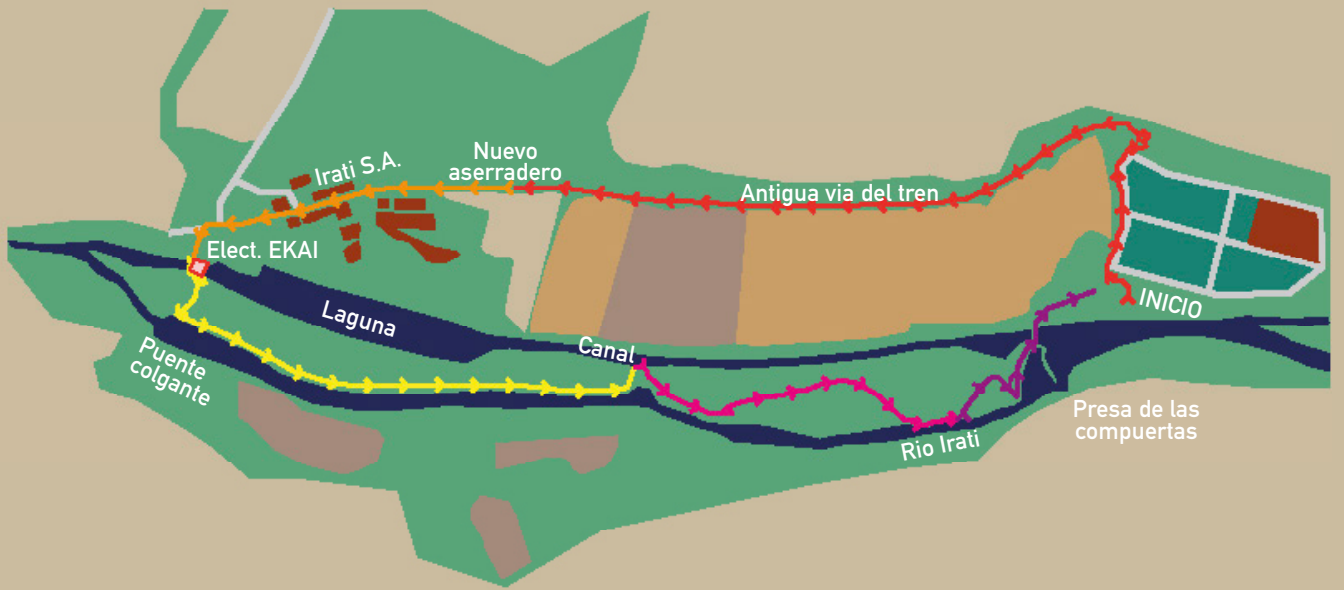 Irati S.A.
Nuevo
aserradero
Antigua via del tren
Elect. EKAI
INICIO
Laguna
Puente
colgante
Canal
Presa de las
compuertas
Rio Irati